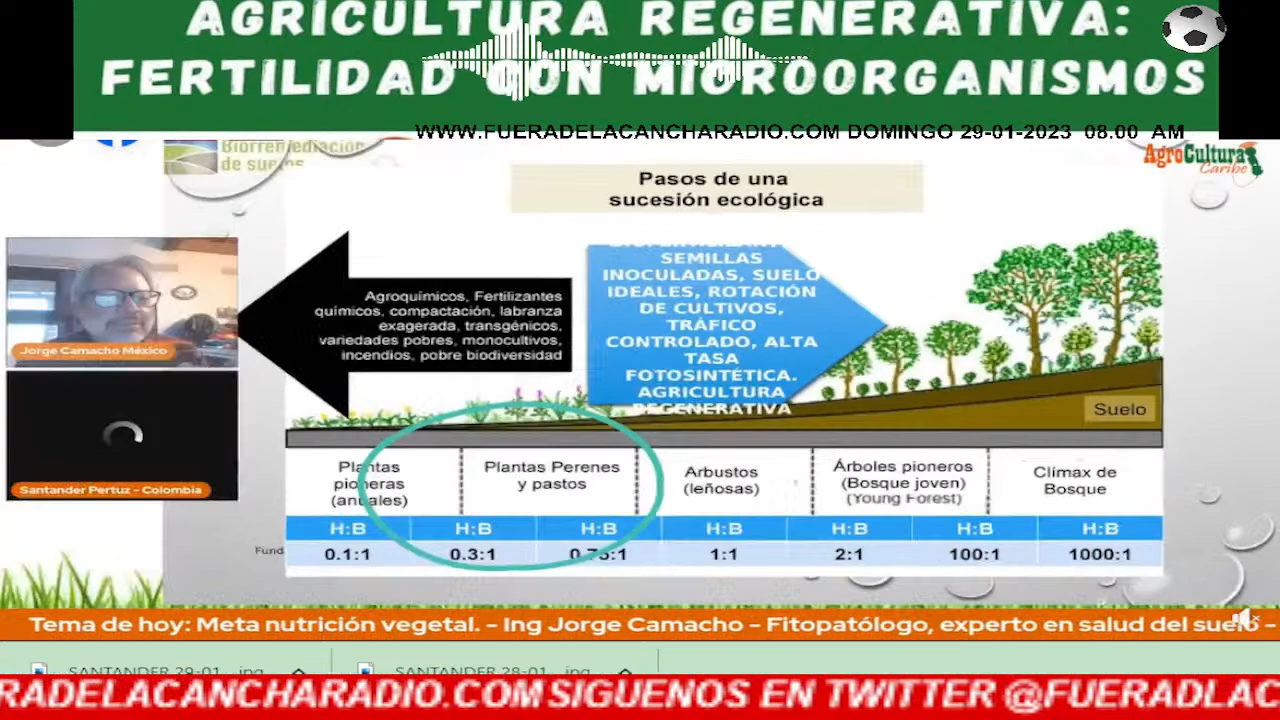 AGRICULTURA REGENERATIVA:
FERTILIDAD CON MICROORGANISMOS
WWW.FUERADELACANCHARADIO.COM DOMINGO 29-01-2023 08.00 AM
Biorremediación
de suelos
AgroCultura
Caribe
Pasos de una
sucesión ecológica
Agroquímicos, Fertilizantes
químicos, compactación, labranza
exagerada, transgénicos,
variedades pobres, monocultivos,
incendios, pobre biodiversidad
SEMILLAS
INOCULADAS, SUELO
IDEALES, ROTACIÓN
DE CULTIVOS,
TRÁFICO
CONTROLADO, ALTA
TASA
FOTOSINTÉTICA.
AGRICULTURA
REGENERATIVA
Jorge Camacho México
Santander Pertuz - Colombia
Suelo
Plantas
pioneras
(anuales)
Plantas Perenes
y pastos
Arbustos
(leñosas)
Árboles pioneros
(Bosque joven)
(Young Forest)
Clímax de
Bosque
H:B H:B H:B H:B H:B H:B H:B
Fund
0.1:1 0.3:1 0.75:1 1:1 2:1 100:1 1000:1
Tema de hoy: Meta nutrición vegetal. - Ing Jorge Camacho - Fitopatólogo, experto en salud del suelo -
SANTANDER 29-01....jpg SANTANDER 28-01....jpg
RADELACANCHARADIO.COM SIGUENOS EN TWITTER @FUERADLAC